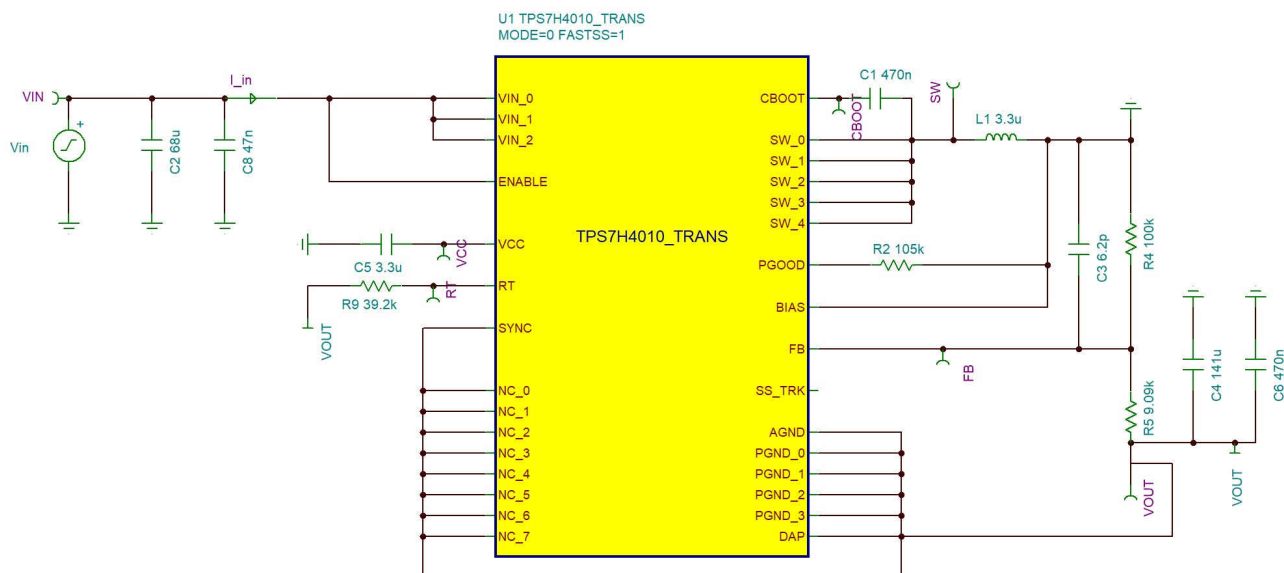 U1 TPS7H4010_TRANS
MODE=0 FASTSS=1
VIN
I_in
Vin
+
C2 68u
C8 47n
VIN_0
VIN_1
VIN_2
ENABLE
VCC
VCC
C5 3.3u
RT
RT
R9 39.2k
VOUT
SYNC
NC_0
NC_1
NC_2
NC_3
NC_4
NC_5
NC_6
NC_7
TPS7H4010_TRANS
CBOOT
SW_0
SW_1
SW_2
SW_3
SW_4
PGOOD
BIAS
FB
SS_TRK
AGND
PGND_0
PGND_1
PGND_2
PGND_3
DAP
C1 470n
CBOOT
SW
L1 3.3u
R2 105k
C3 6.2p
R4 100k
FB
R5 9.09k
C4 141u
C6 470n
VOUT
VOUT